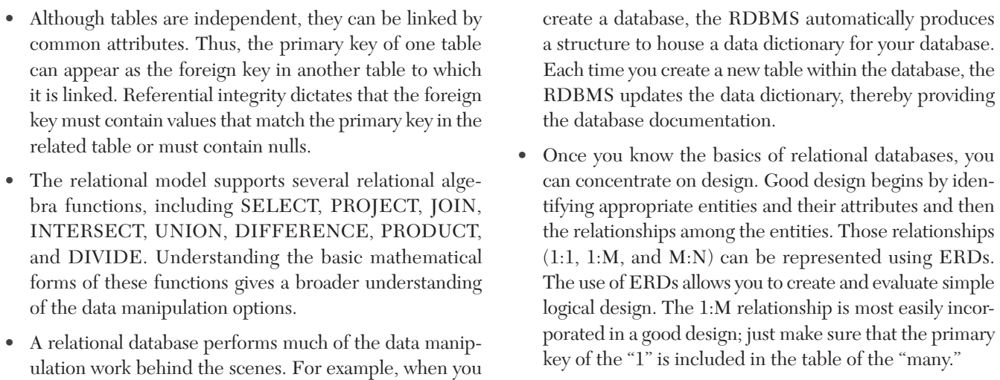 • Although tables are independent, they can be linked by
common attributes. Thus, the primary key of one table
can appear as the foreign key in another table to which
it is linked. Referential integrity dictates that the foreign
key must contain values that match the primary key in the
related table or must contain nulls.
• The relational model supports several relational alge-
bra functions, including SELECT, PROJECT, JOIN,
INTERSECT, UNION, DIFFERENCE, PRODUCT,
and DIVIDE. Understanding the basic mathematical
forms of these functions gives a broader understanding
of the data manipulation options.
• A relational database performs much of the data manip-
ulation work behind the scenes. For example, when you
create a database, the RDBMS automatically produces
a structure to house a data dictionary for your database.
Each time you create a new table within the database, the
RDBMS updates the data dictionary, thereby providing
the database documentation.
• Once you know the basics of relational databases, you
can concentrate on design. Good design begins by iden-
tifying appropriate entities and their attributes and then
the relationships among the entities. Those relationships
(1:1, 1:M, and M:N) can be represented using ERDs.
The use of ERDs allows you to create and evaluate simple
logical design. The 1:M relationship is most easily incor-
porated in a good design; just make sure that the primary
key of the “1” is included in the table of the “many.”